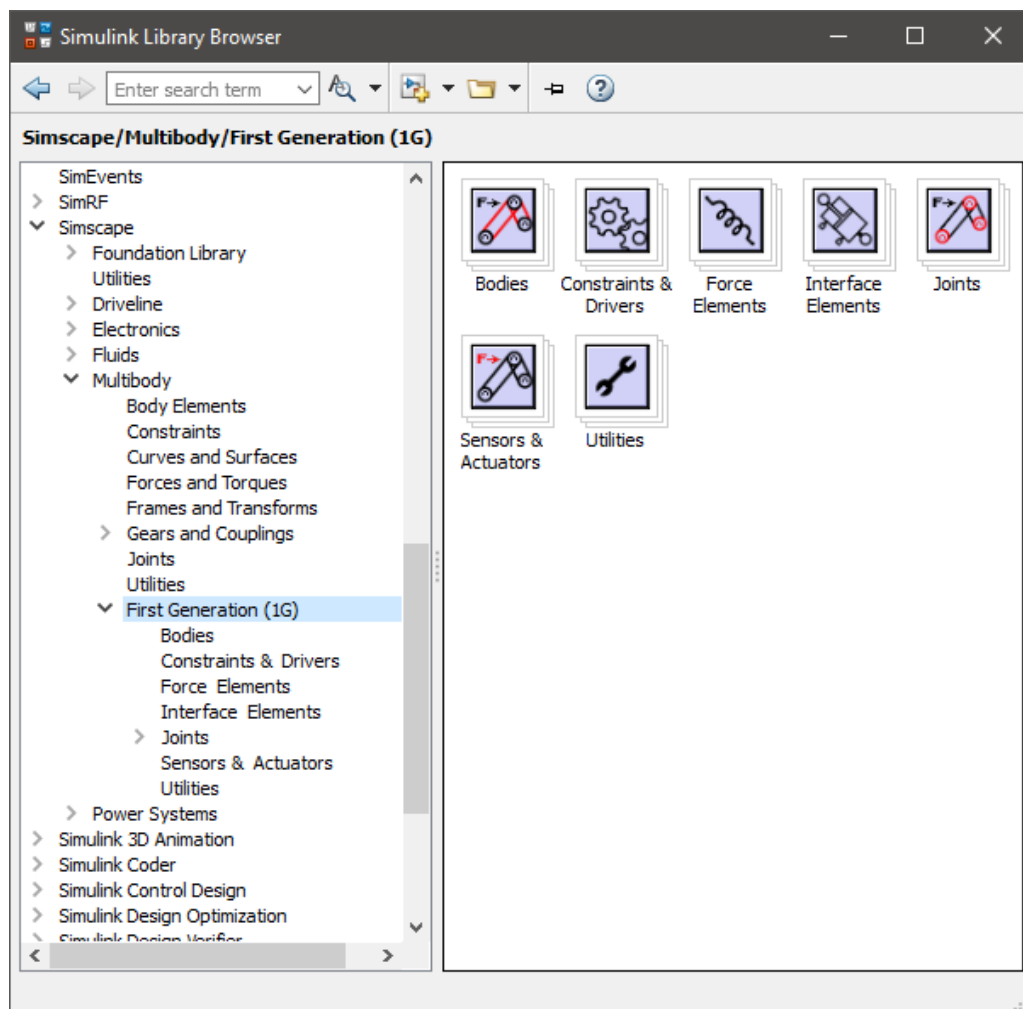 Simulink Library Browser
Enter search term
Simscape/Multibody/First Generation (1G)
SimEvents
SimRF
Simscape
Foundation Library
Utilities
Driveline
Electronics
Fluids
Multibody
Body Elements
Constraints
Curves and Surfaces
Forces and Torques
Frames and Transforms
Gears and Couplings
Joints
Utilities
First Generation (1G)
Bodies
Constraints & Drivers
Force Elements
Interface Elements
Joints
Sensors & Actuators
Utilities
Power Systems
Simulink 3D Animation
Simulink Coder
Simulink Control Design
Simulink Design Optimization
Simulink Design Verifier
Bodies
Constraints &
Drivers
Force
Elements
Interface
Elements
Joints
Sensors &
Actuators
Utilities